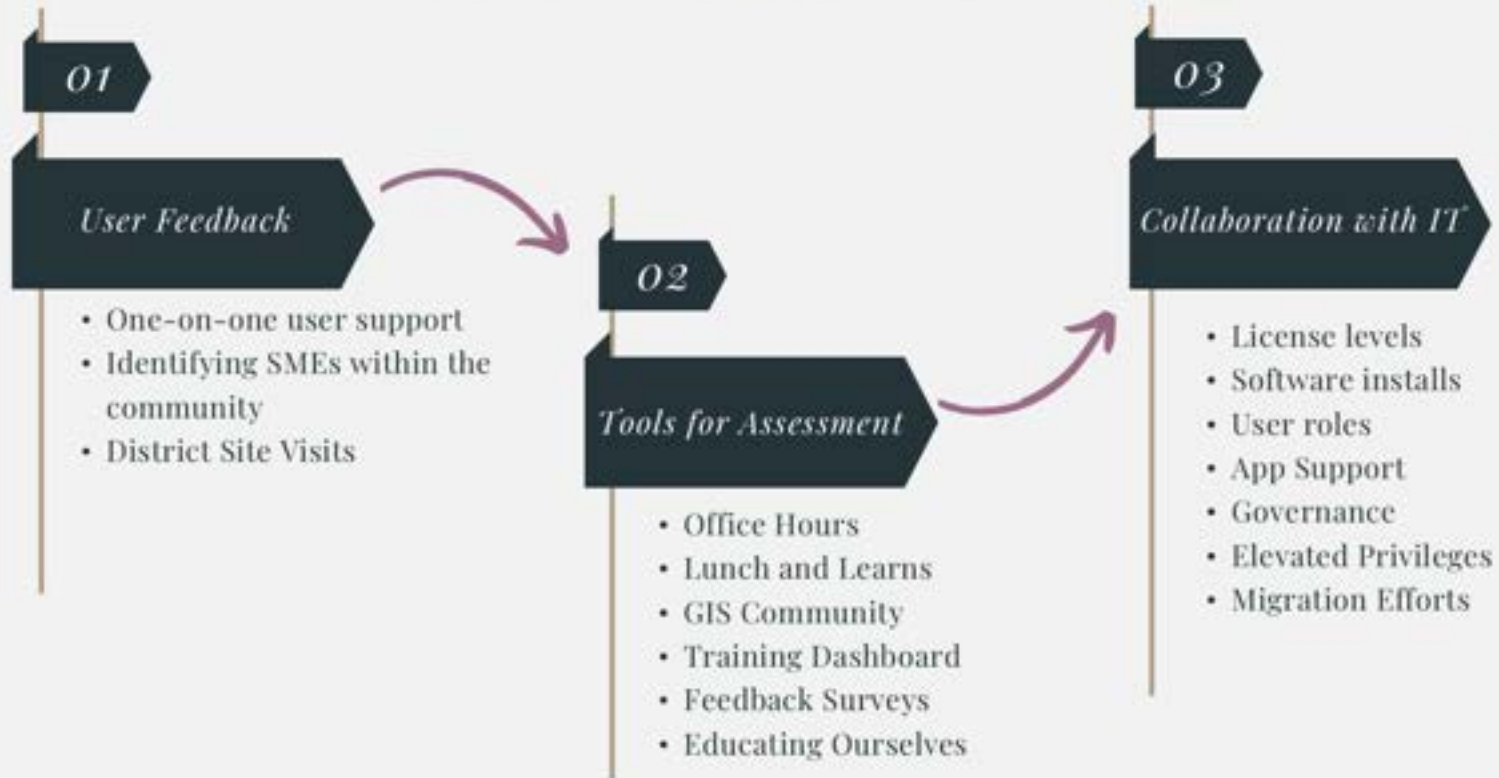 01
User Feedback
• One-on-one user support
• Identifying SMEs within the
community
• District Site Visits
02
Tools for Assessment
• Office Hours
• Lunch and Learns
• GIS Community
• Training Dashboard
• Feedback Surveys
• Educating Ourselves
03
Collaboration with IT
• License levels
• Software installs
• User roles
• App Support
• Governance
• Elevated Privileges
• Migration Efforts